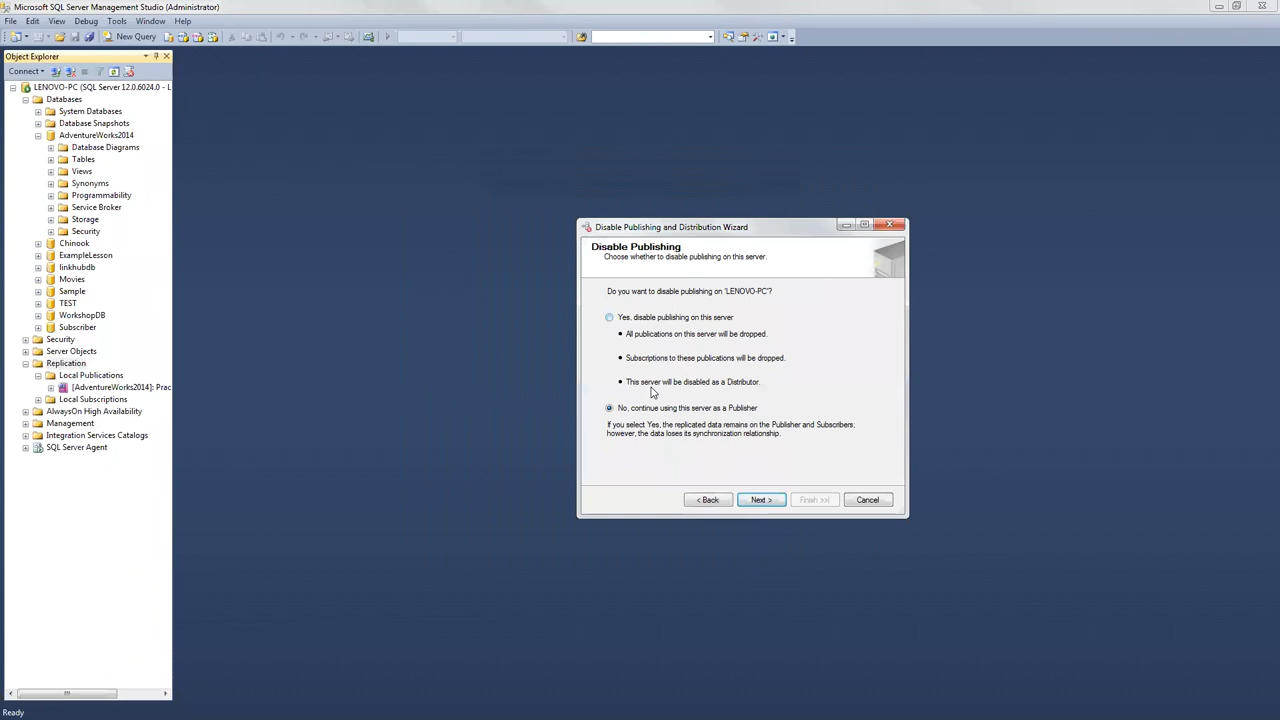 Microsoft SQL Server Management Studio (Administrator)
File Edit View Debug Tools Window Help
New Query
Object Explorer
Connect
LENOVO-PC (SQL Server 12.0.6024.0 - L
Databases
System Databases
Database Snapshots
AdventureWorks2014
Database Diagrams
Tables
Views
Synonyms
Programmability
Service Broker
Storage
Security
Chinook
ExampleLesson
linkhubdb
Movies
Sample
TEST
WorkshopDB
Subscriber
Security
Server Objects
Replication
Local Publications
[AdventureWorks2014]: Prac
Local Subscriptions
AlwaysOn High Availability
Management
Integration Services Catalogs
SQL Server Agent
Disable Publishing and Distribution Wizard
Disable Publishing
Choose whether to disable publishing on this server.
Do you want to disable publishing on 'LENOVO-PC'?
Yes, disable publishing on this server
All publications on this server will be dropped.
Subscriptions to these publications will be dropped.
This server will be disabled as a Distributor.
No, continue using this server as a Publisher
If you select Yes, the replicated data remains on the Publisher and Subscribers;
however, the data loses its synchronization relationship.
< Back Next > Finish >>| Cancel
Ready